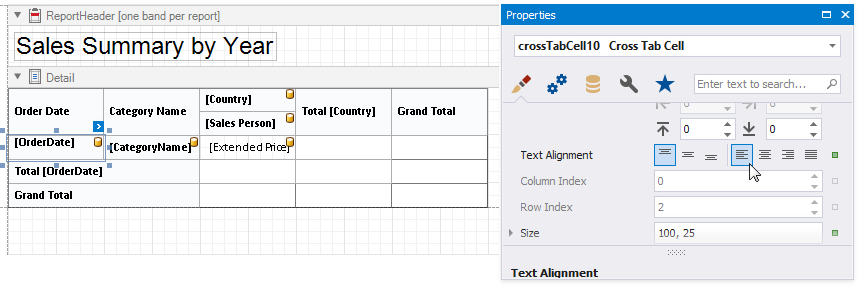 ReportHeader [one band per report]
Sales Summary by Year
Detail
Order Date
Category Name
[Country]
[Sales Person]
Total [Country]
Grand Total
[OrderDate]
[CategoryName]
[Extended Price]
Total [OrderDate]
Grand Total
Properties
crossTabCell10 Cross Tab Cell
Enter text to search...
0 0
0 0
Text Alignment
Column Index 0
Row Index 2
Size 100, 25
Text Alignment